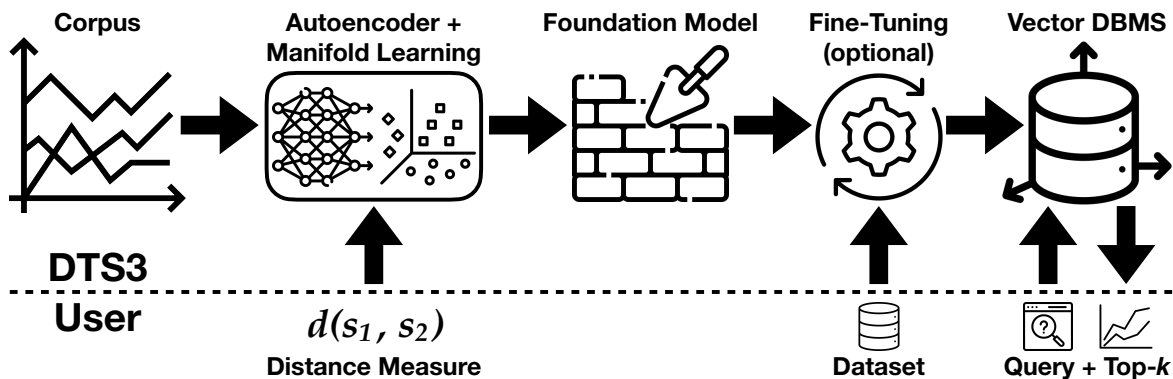 Corpus
Autoencoder +
Manifold Learning
Foundation Model
Fine-Tuning
(optional)
Vector DBMS
?
DTS3
User
d(s₁, s₂)
Distance Measure
Dataset
Query + Top-k